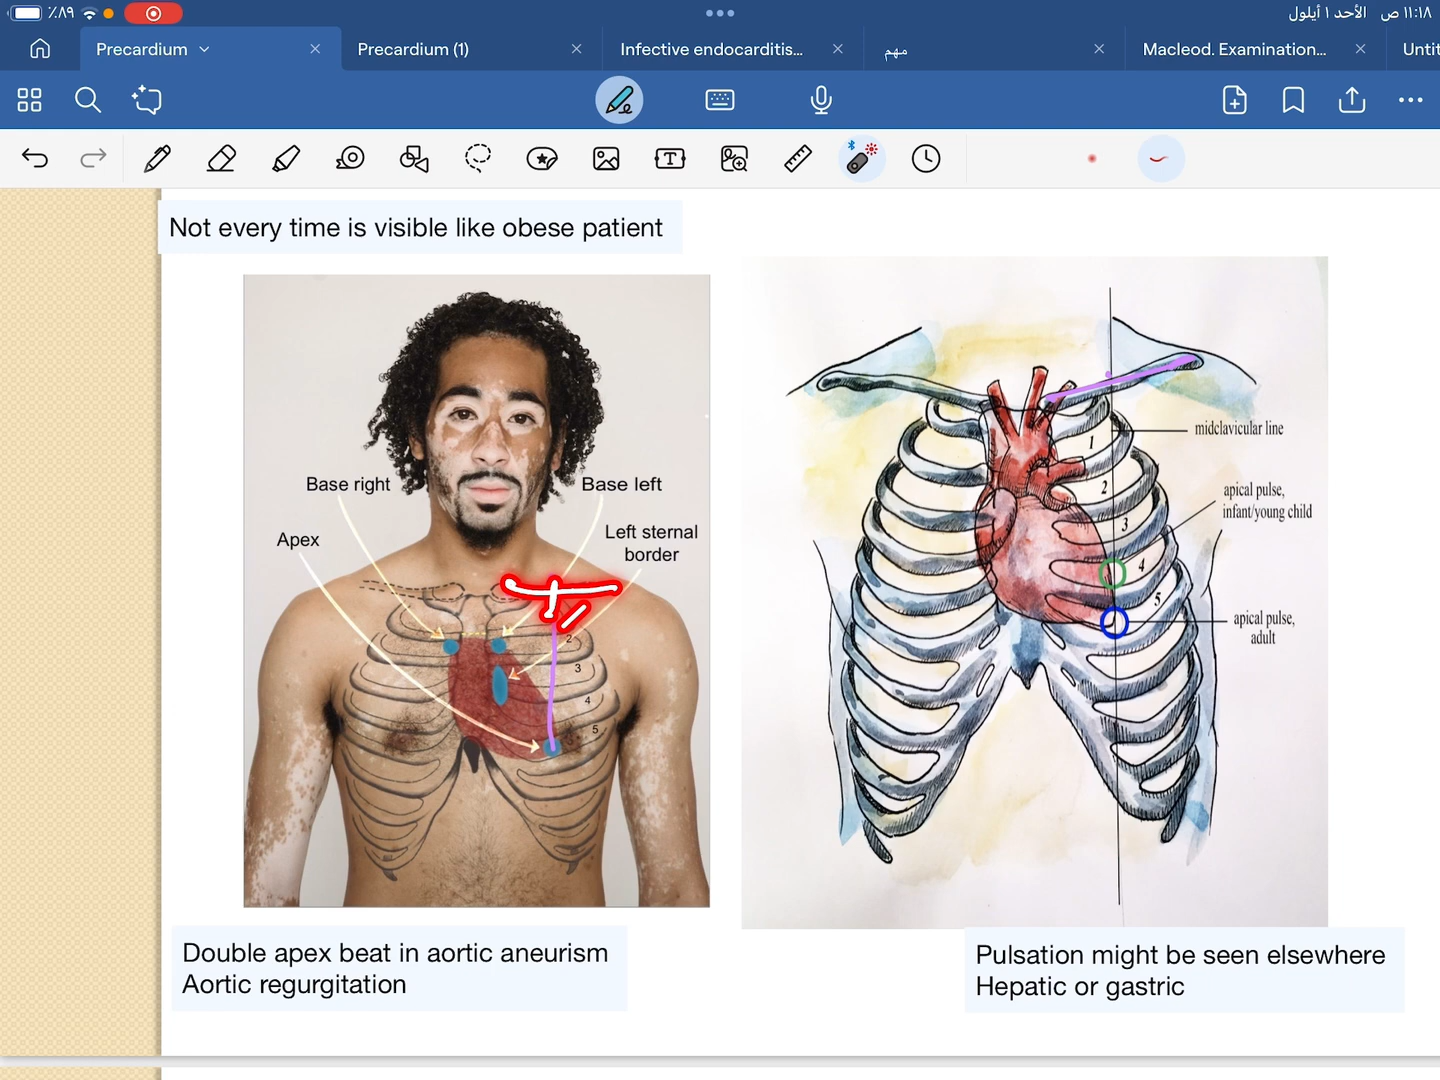 ٪٨٩
١١:١٨ ص الأحد ١ أيلول
Precardium
Precardium (1)
Infective endocarditis...
مهم
Macleod. Examination...
Untit
Not every time is visible like obese patient
Base right
Base left
Apex
Left sternal
border
2
3
4
5
midclavicular line
1
2
apical pulse,
infant/young child
3
4
5
apical pulse,
adult
Double apex beat in aortic aneurism
Aortic regurgitation
Pulsation might be seen elsewhere
Hepatic or gastric